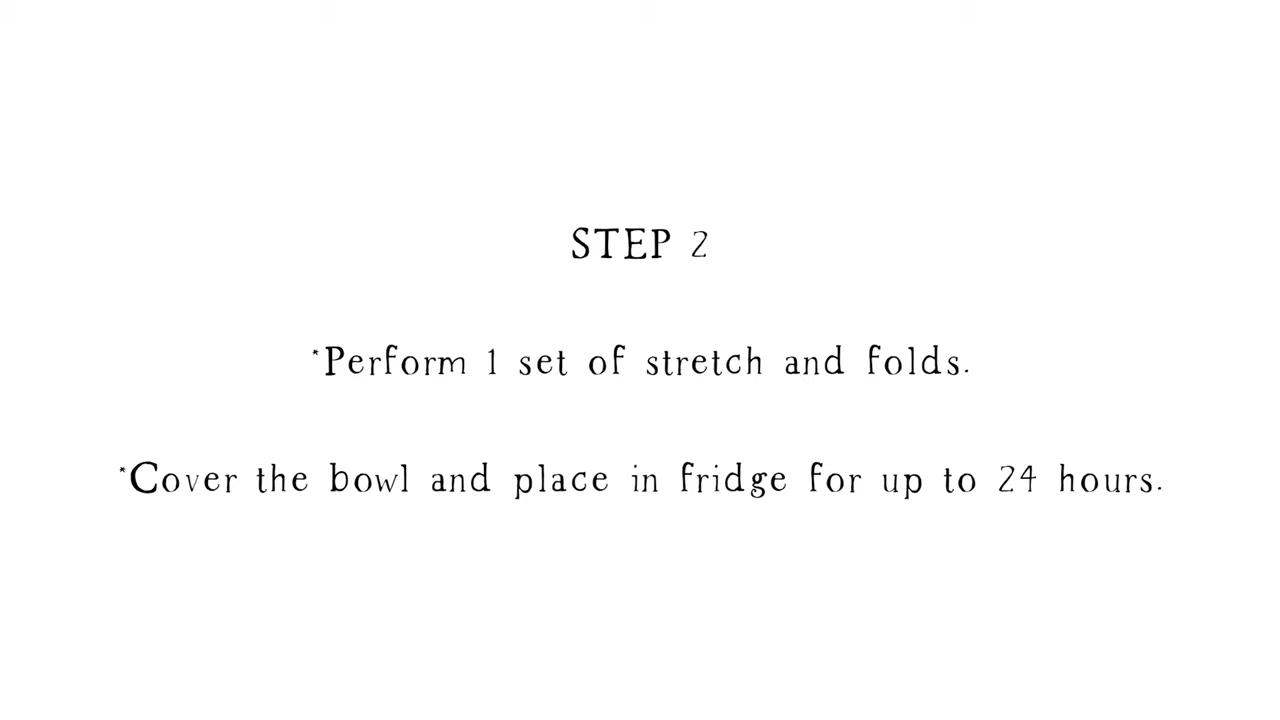 STEP 2
*Perform 1 set of stretch and folds.
*Cover the bowl and place in fridge for up to 24 hours.